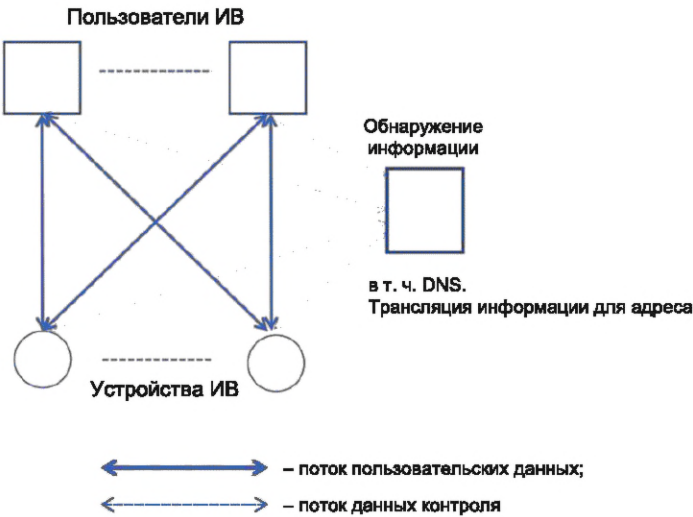 Пользователи ИВ
Обнаружение
информации
в т. ч. DNS.
Трансляция информации для адреса
Устройства ИВ
– поток пользовательских данных;
– поток данных контроля